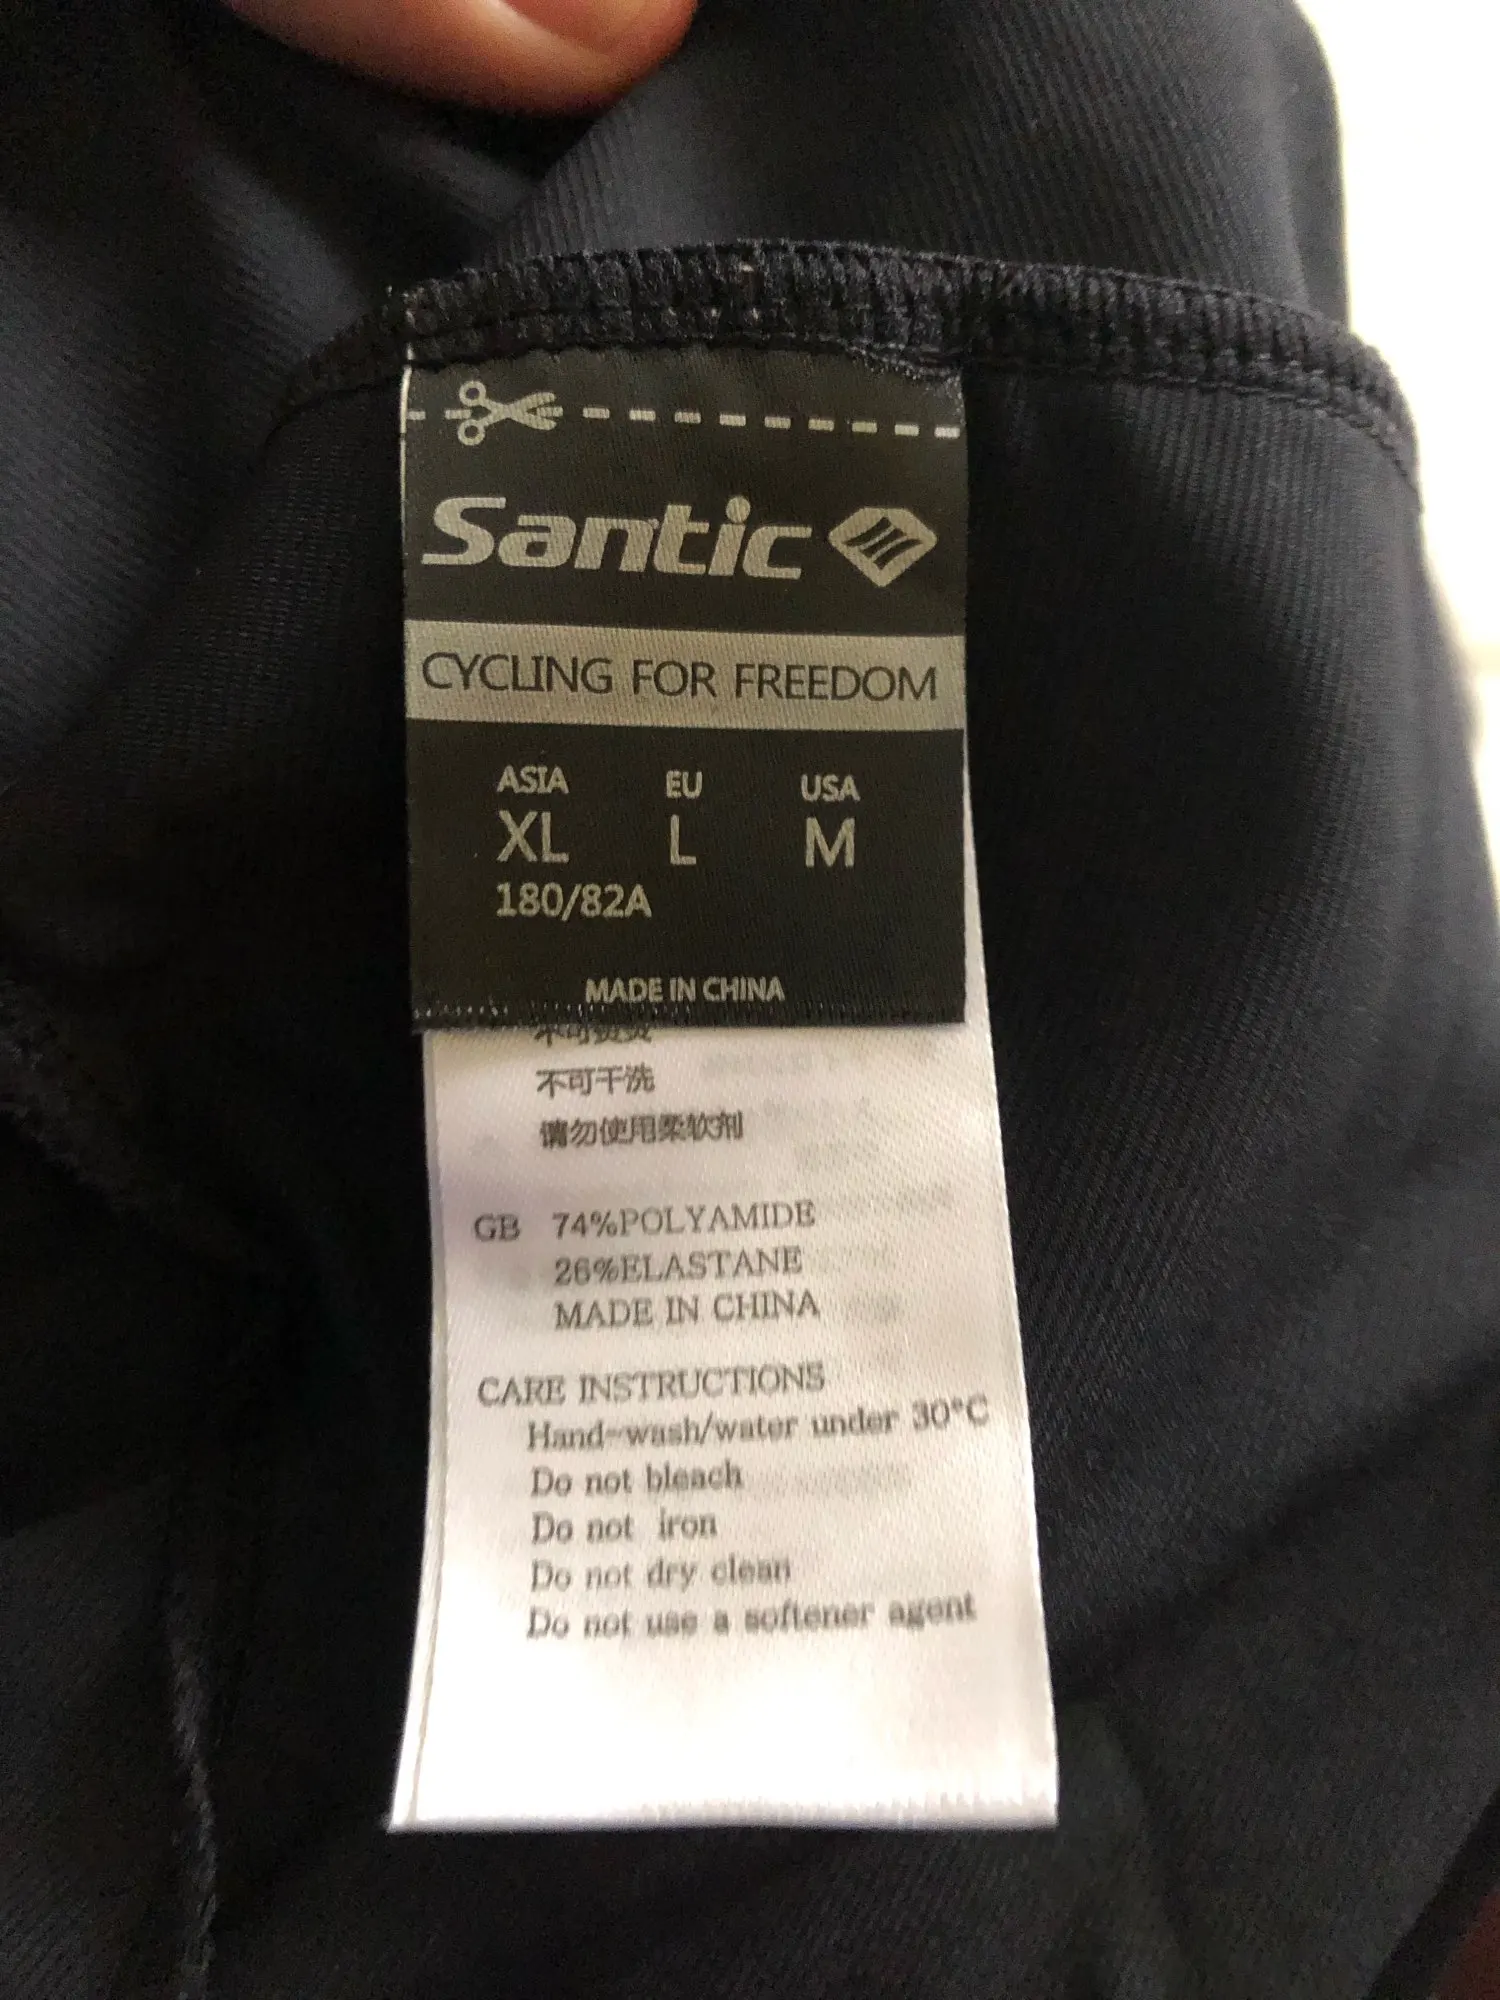 Santic
CYCLING FOR FREEDOM
ASIA EU USA
XL L M
180/82A
MADE IN CHINA
不可干洗
请勿使用柔软剂
GB 74%POLYAMIDE
26%ELASTANE
MADE IN CHINA
CARE INSTRUCTIONS
Hand-wash/water under 30°C
Do not bleach
Do not iron
Do not dry clean
Do not use a softener agent